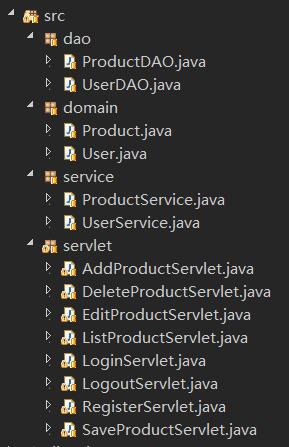 src
dao
ProductDAO.java
UserDAO.java
domain
Product.java
User.java
service
ProductService.java
UserService.java
servlet
AddProductServlet.java
DeleteProductServlet.java
EditProductServlet.java
ListProductServlet.java
LoginServlet.java
LogoutServlet.java
RegisterServlet.java
SaveProductServlet.java